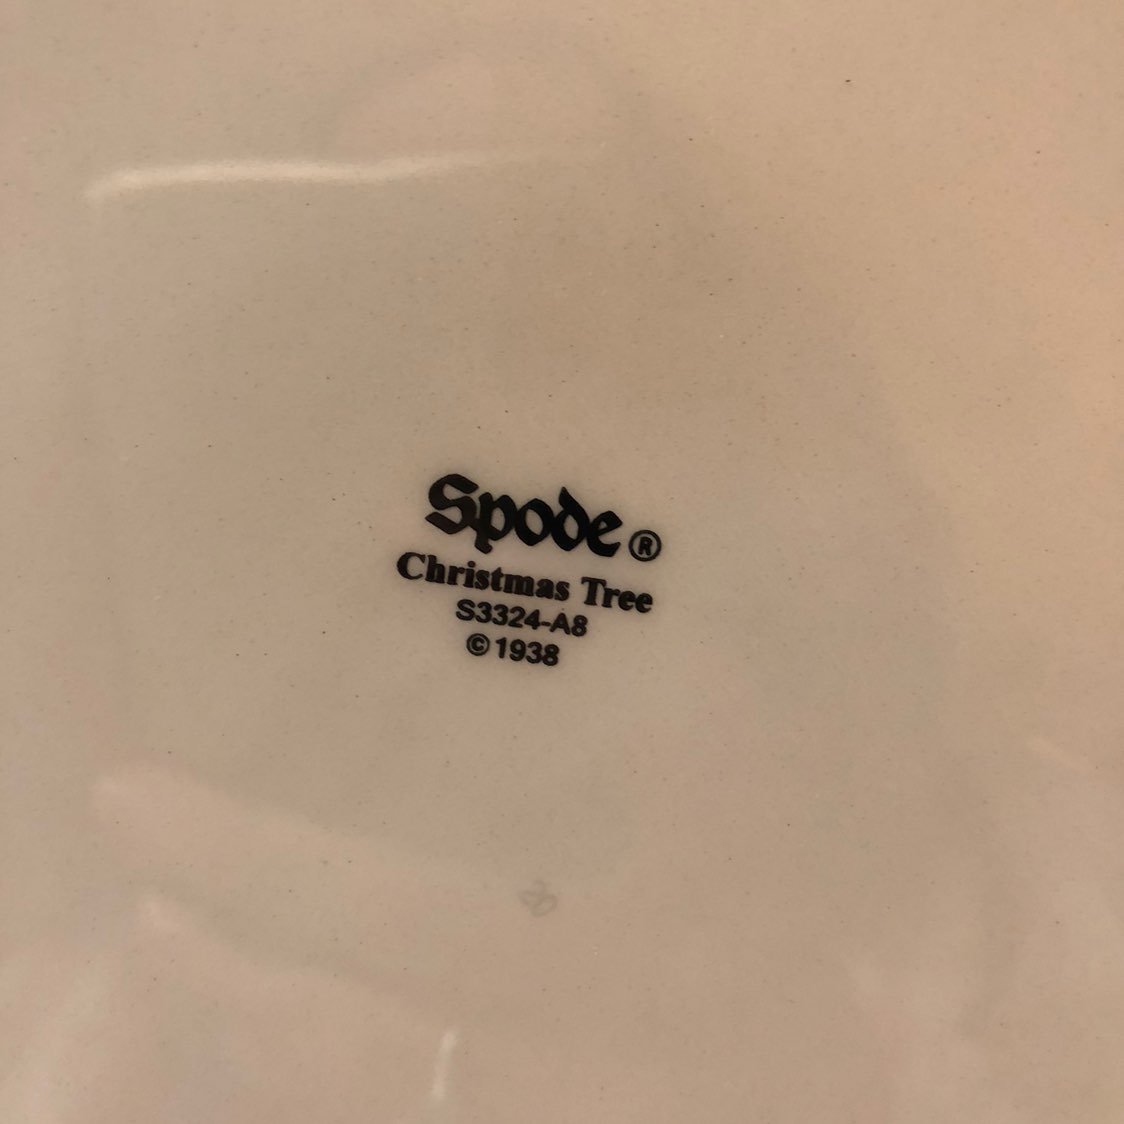 Spode ®
Christmas Tree
S3324-A8
© 1938